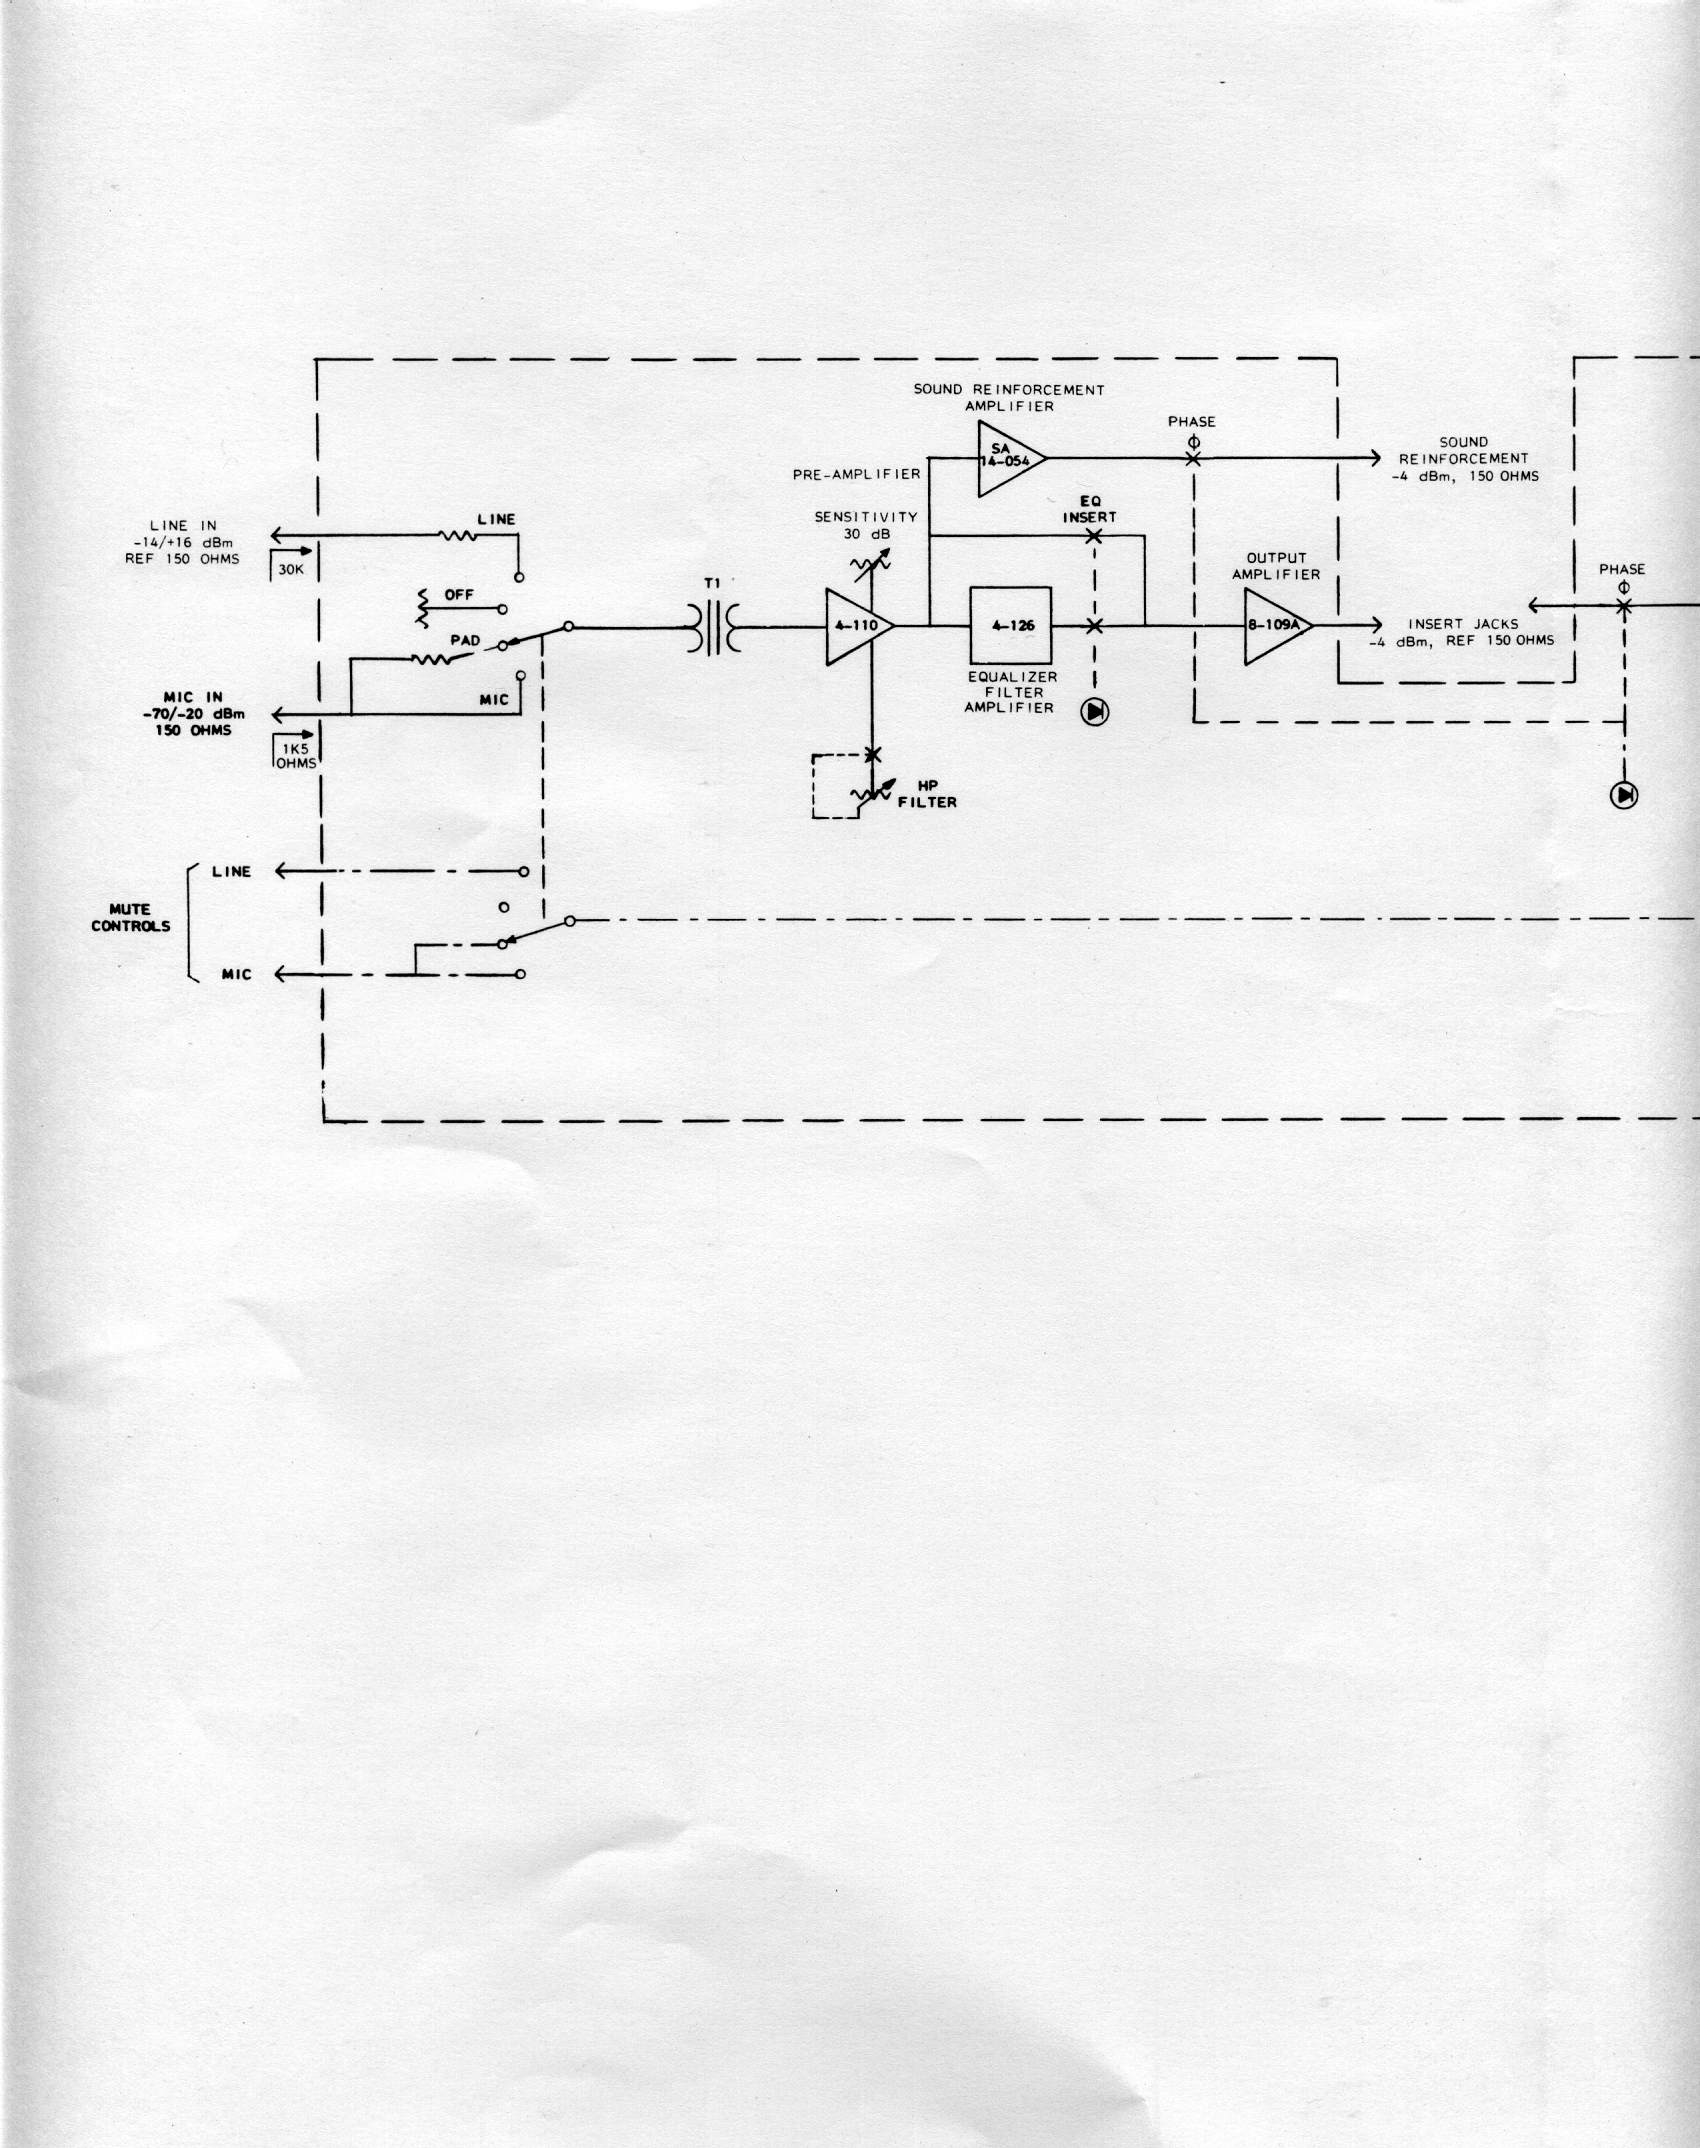 SOUND REINFORCEMENT
AMPLIFIER
SA
14-054
PHASE
Φ
SOUND
REINFORCEMENT
-4 dBm, 150 OHMS
PRE-AMPLIFIER
SENSITIVITY
30 dB
EQ
INSERT
LINE IN
-14/+16 dBm
REF 150 OHMS
30K
LINE
OFF
PAD
MIC
T1
4-110
4-126
EQUALIZER
FILTER
AMPLIFIER
OUTPUT
AMPLIFIER
8-109A
INSERT JACKS
-4 dBm, REF 150 OHMS
PHASE
Φ
MIC IN
-70/-20 dBm
150 OHMS
1K5
OHMS
HP
FILTER
MUTE
CONTROLS
LINE
MIC